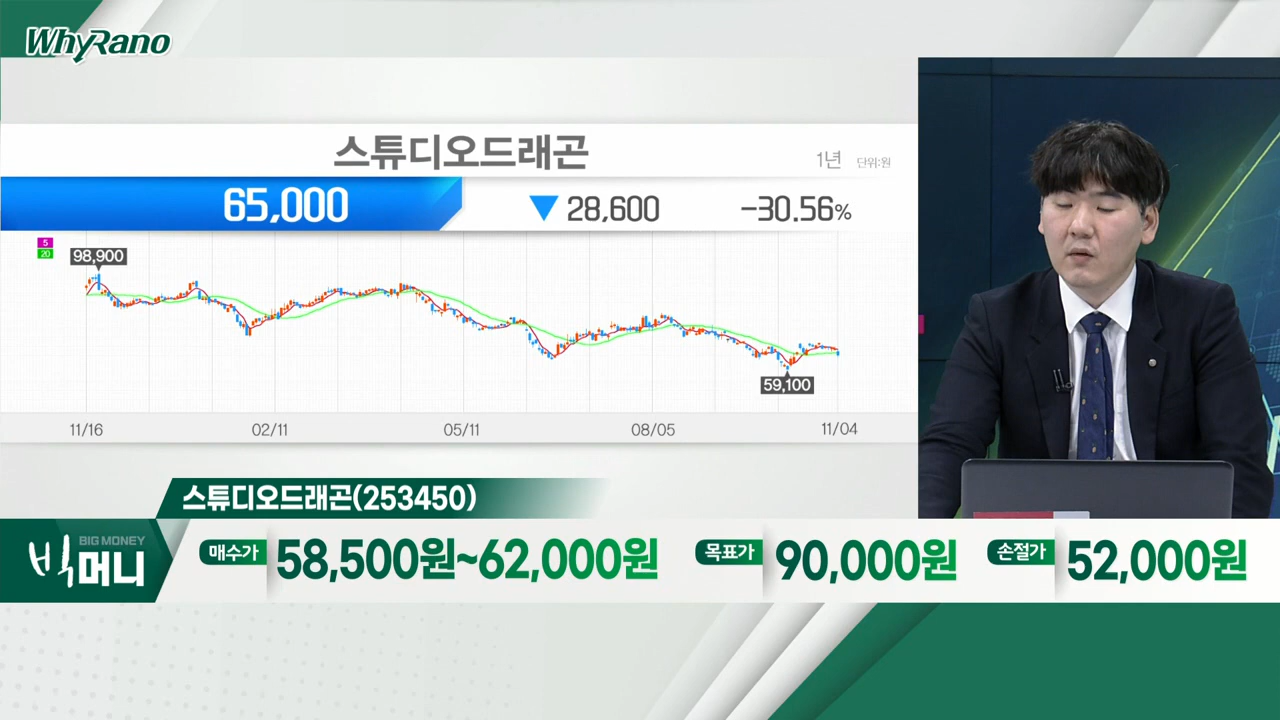 WhyRano
스튜디오드래곤
1년 단위:원
65,000 ▼ 28,600 -30.56%
5
20
98,900
59,100
11/16 02/11 05/11 08/05 11/04
스튜디오드래곤(253450)
BIG MONEY
빅머니
매수가 58,500원~62,000원 목표가 90,000원 손절가 52,000원